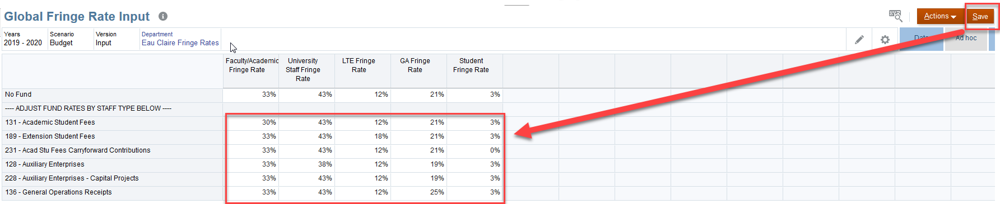 Global Fringe Rate Input
Actions Save
Years Scenario Version Department
2019 - 2020 Budget Input Eau Claire Fringe Rates
Ad hoc
Faculty/Academic University LTE Fringe GA Fringe Student
Fringe Rate Staff Fringe Rate Rate Fringe Rate
Rate
No Fund 33% 43% 12% 21% 3%
---- ADJUST FUND RATES BY STAFF TYPE BELOW ----
131 - Academic Student Fees 30% 43% 12% 21% 3%
189 - Extension Student Fees 33% 43% 18% 21% 3%
231 - Acad Stu Fees Carryforward Contributions 33% 43% 12% 21% 0%
128 - Auxiliary Enterprises 33% 38% 12% 19% 3%
228 - Auxiliary Enterprises - Capital Projects 33% 43% 12% 19% 3%
136 - General Operations Receipts 33% 43% 12% 25% 3%